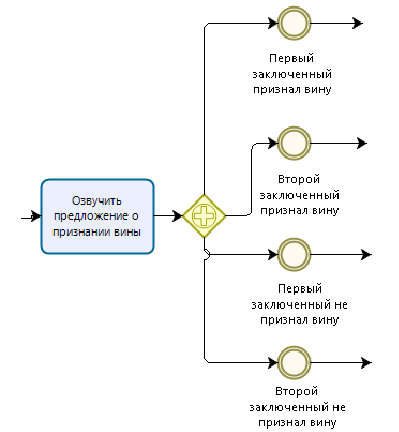 Первый
заключенный
признал вину
Второй
заключенный
признал вину
Озвучить
предложение о
признании вины
Первый
заключенный не
признал вину
Второй
заключенный не
признал вину